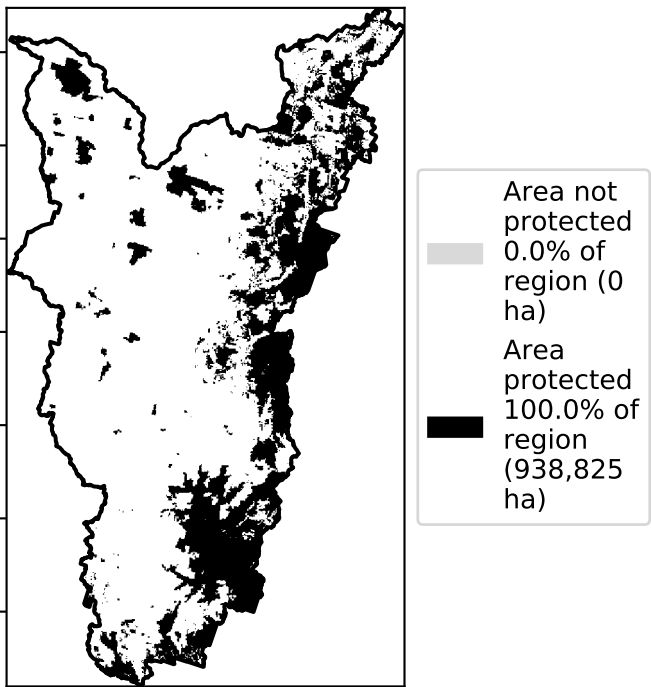 Area not
protected
0.0% of
region (0
ha)
Area
protected
100.0% of
region
(938,825
ha)